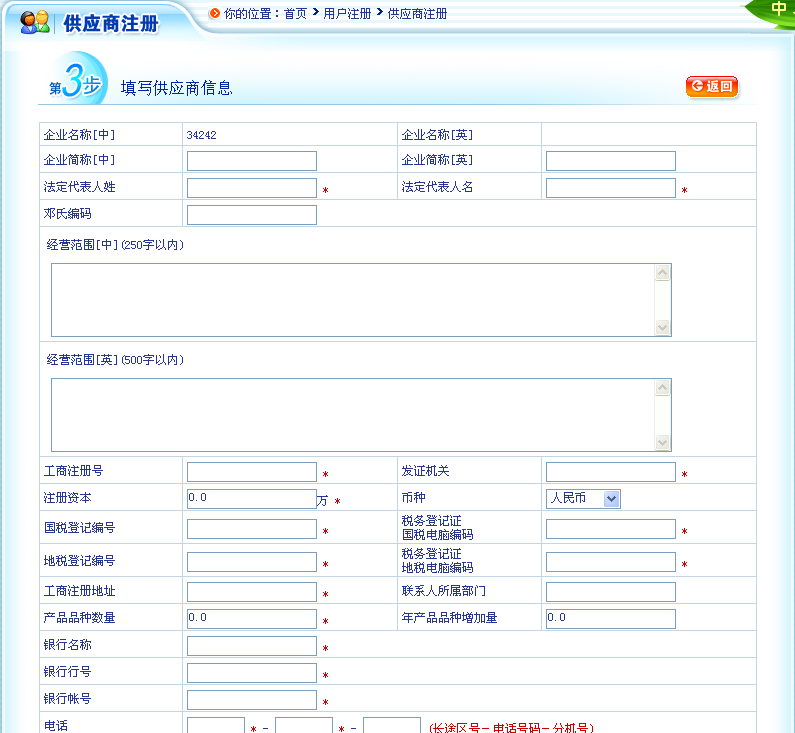 供应商注册
你的位置：首页 > 用户注册 > 供应商注册
中
第3步 填写供应商信息
返回
企业名称[中] 34242 企业名称[英]
企业简称[中] 企业简称[英]
法定代表人姓 * 法定代表人名 *
邓氏编码
经营范围[中](250字以内)
经营范围[英](500字以内)
工商注册号 * 发证机关 *
注册资本 0.0 万 * 币种 人民币
国税登记编号 * 税务登记证
国税电脑编码 *
地税登记编号 * 税务登记证
地税电脑编码 *
工商注册地址 * 联系人所属部门
产品品种数量 0.0 * 年产品品种增加量 0.0
银行名称 *
银行行号 *
银行帐号 *
电话 * - * - (长途区号－电话号码－分机号)